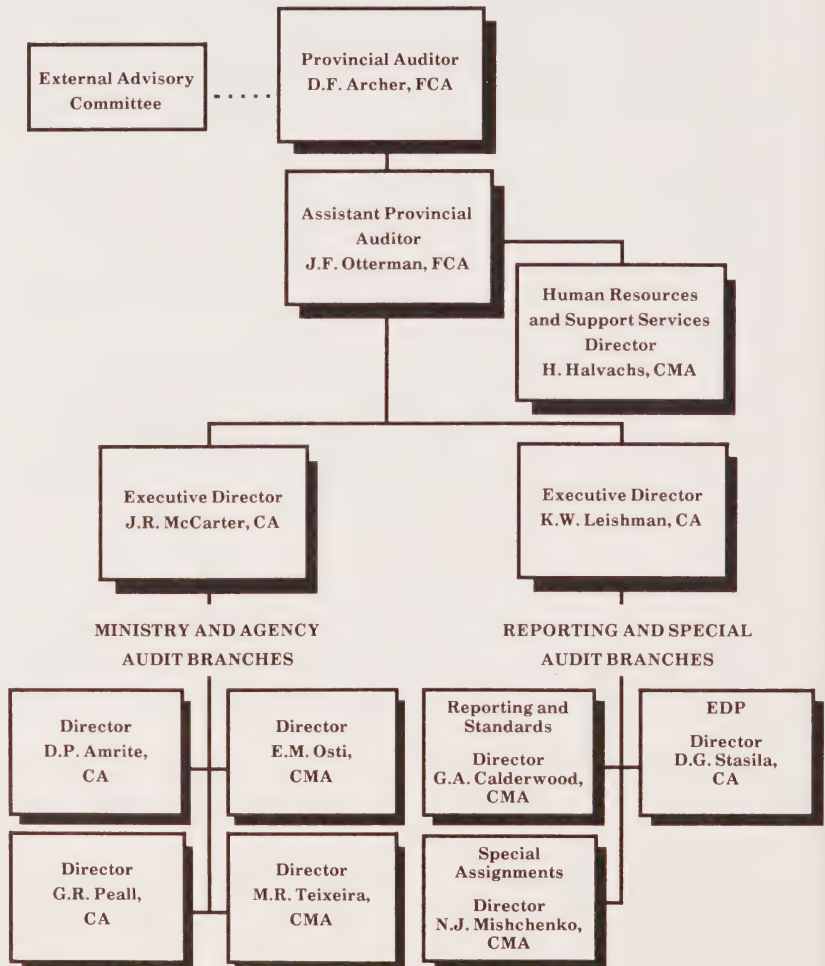 Provincial Auditor
D.F. Archer, FCA
External Advisory
Committee
Assistant Provincial
Auditor
J.F. Otterman, FCA
Human Resources
and Support Services
Director
H. Halvachs, CMA
Executive Director
J.R. McCarter, CA
Executive Director
K.W. Leishman, CA
MINISTRY AND AGENCY
AUDIT BRANCHES
REPORTING AND SPECIAL
AUDIT BRANCHES
Director
D.P. Amrite,
CA
Director
E.M. Osti,
CMA
Reporting and
Standards
Director
G.A. Calderwood,
CMA
EDP
Director
D.G. Stasila,
CA
Director
G.R. Peall,
CA
Director
M.R. Teixeira,
CMA
Special
Assignments
Director
N.J. Mishchenko,
CMA